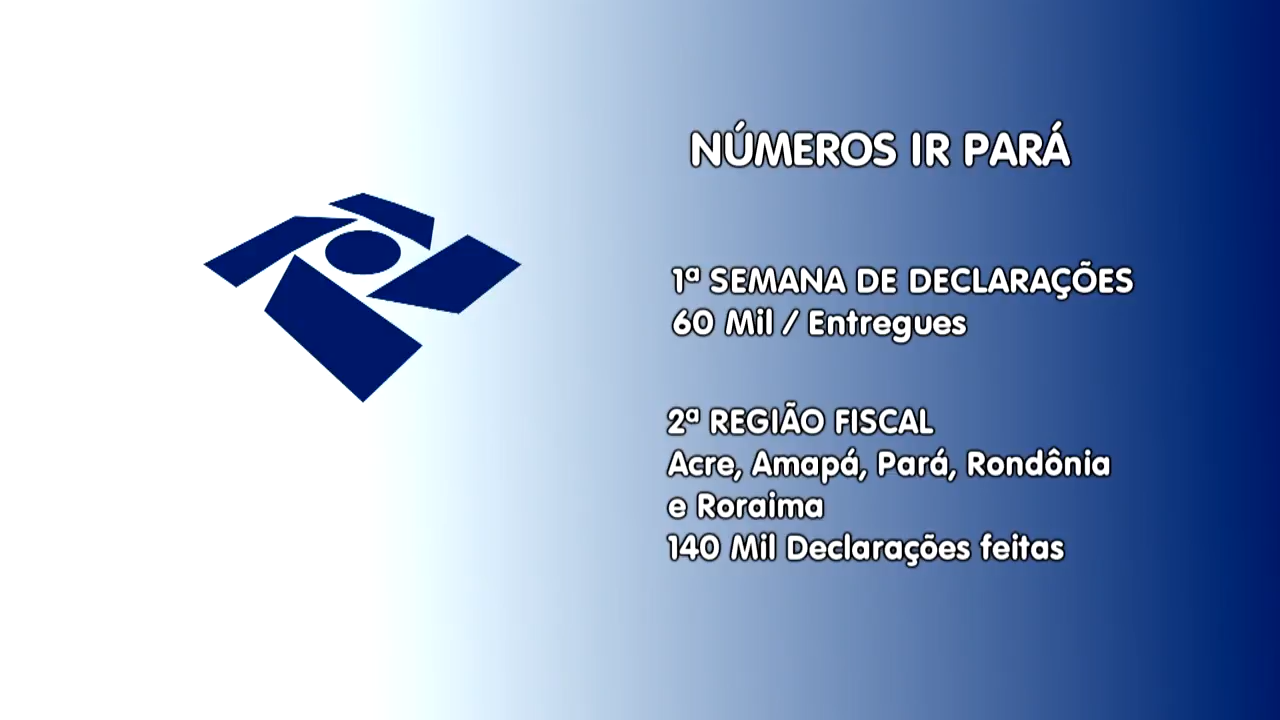 NÚMEROS IR PARÁ
1ª SEMANA DE DECLARAÇÕES
60 Mil / Entregues
2ª REGIÃO FISCAL
Acre, Amapá, Pará, Rondônia
e Roraima
140 Mil Declarações feitas